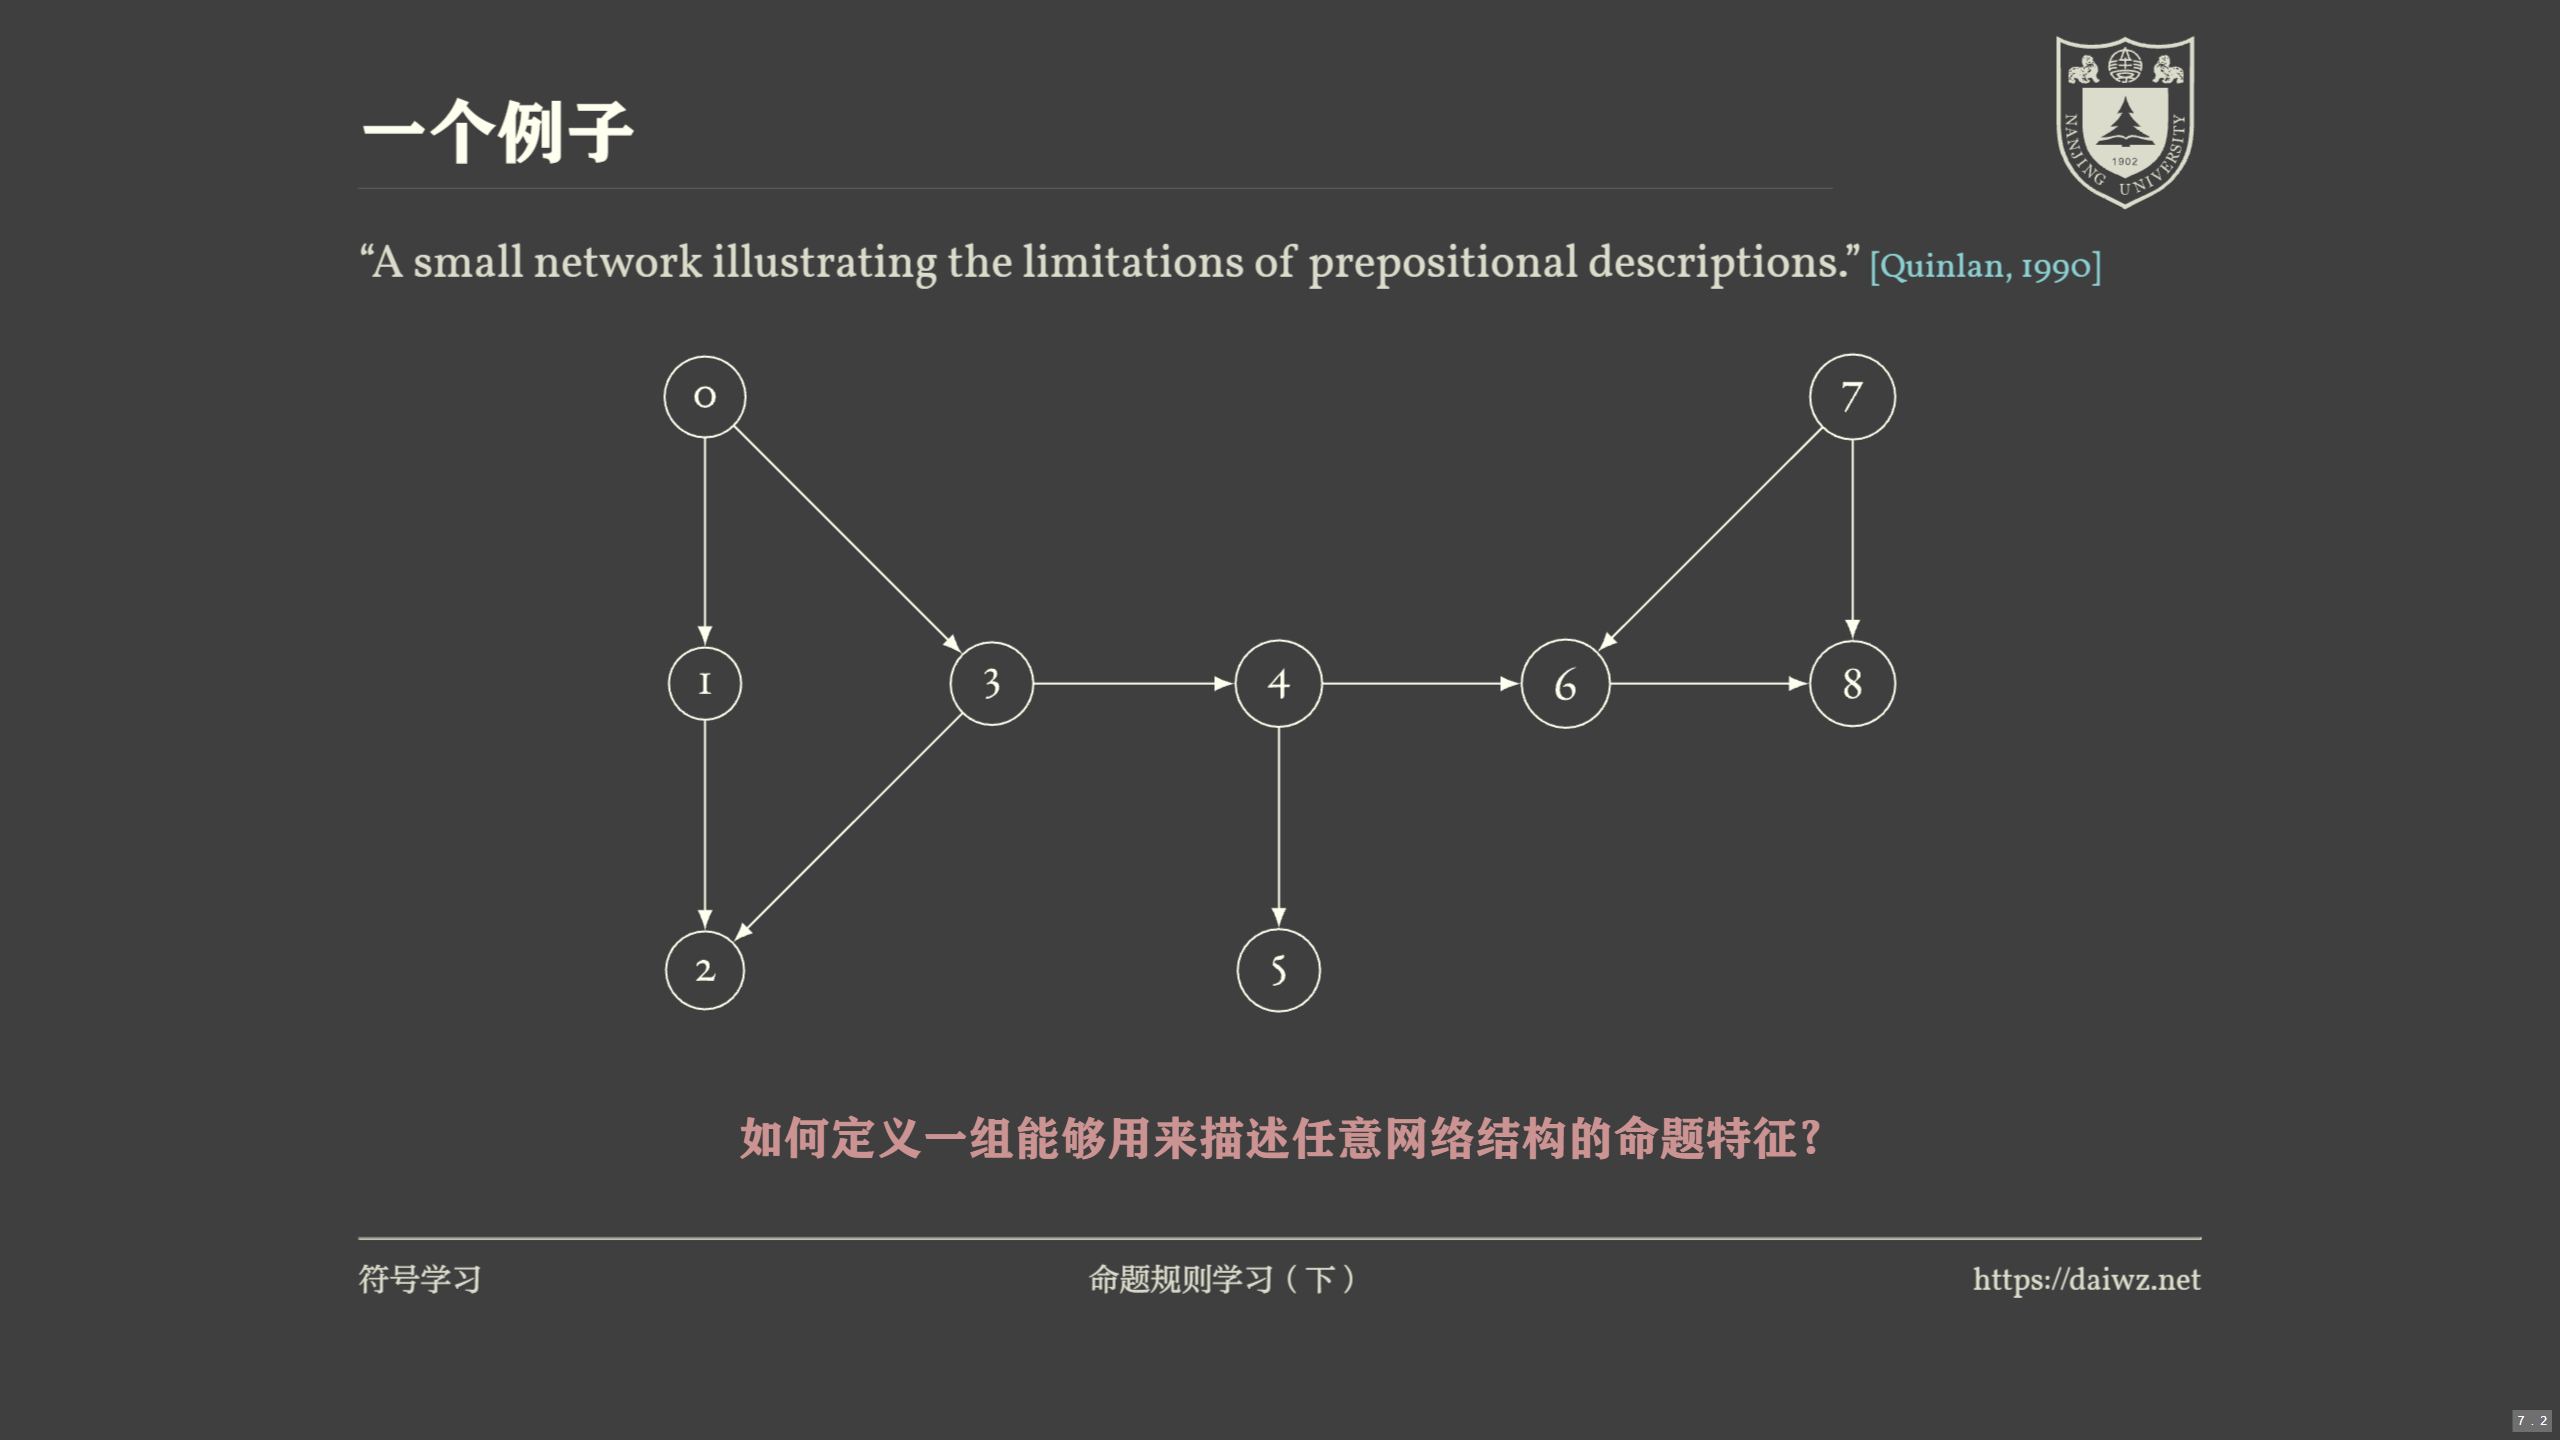 一个例子
NANJING UNIVERSITY
1902
“A small network illustrating the limitations of prepositional descriptions.” [Quinlan, 1990]
0
7
1
3
4
6
8
2
5
如何定义一组能够用来描述任意网络结构的命题特征？
符号学习
命题规则学习（下）
https://daiwz.net
7 . 2